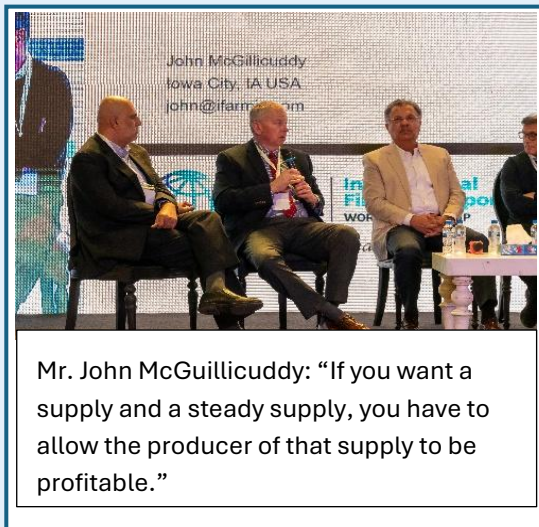 John McGillicuddy
Iowa City, IA USA
WOR
Mr. John McGuillicuddy: “If you want a
supply and a steady supply, you have to
allow the producer of that supply to be
profitable.”